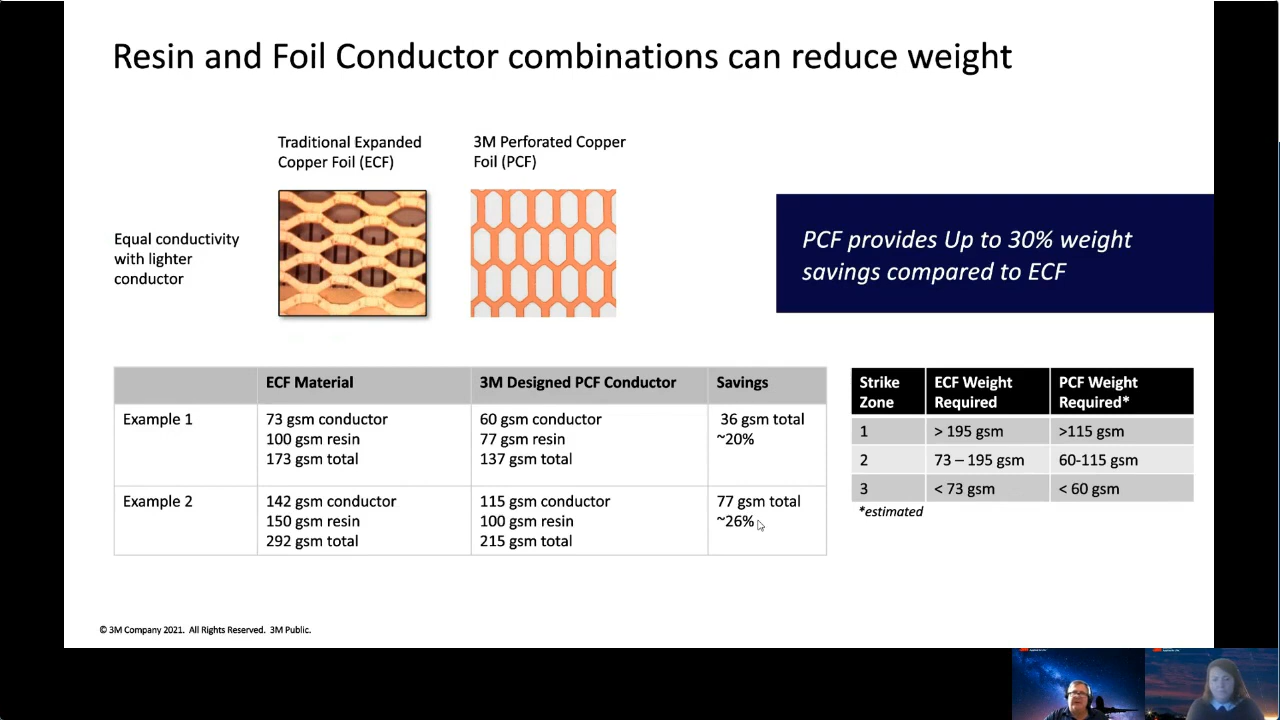 Resin and Foil Conductor combinations can reduce weight
Traditional Expanded
Copper Foil (ECF)
3M Perforated Copper
Foil (PCF)
Equal conductivity
with lighter
conductor
PCF provides Up to 30% weight
savings compared to ECF
ECF Material
3M Designed PCF Conductor
Savings
Example 1
73 gsm conductor
100 gsm resin
173 gsm total
60 gsm conductor
77 gsm resin
137 gsm total
36 gsm total
~20%
Example 2
142 gsm conductor
150 gsm resin
292 gsm total
115 gsm conductor
100 gsm resin
215 gsm total
77 gsm total
~26%
Strike
Zone
ECF Weight
Required
PCF Weight
Required*
1
> 195 gsm
>115 gsm
2
73 – 195 gsm
60-115 gsm
3
< 73 gsm
< 60 gsm
*estimated
© 3M Company 2021. All Rights Reserved. 3M Public.